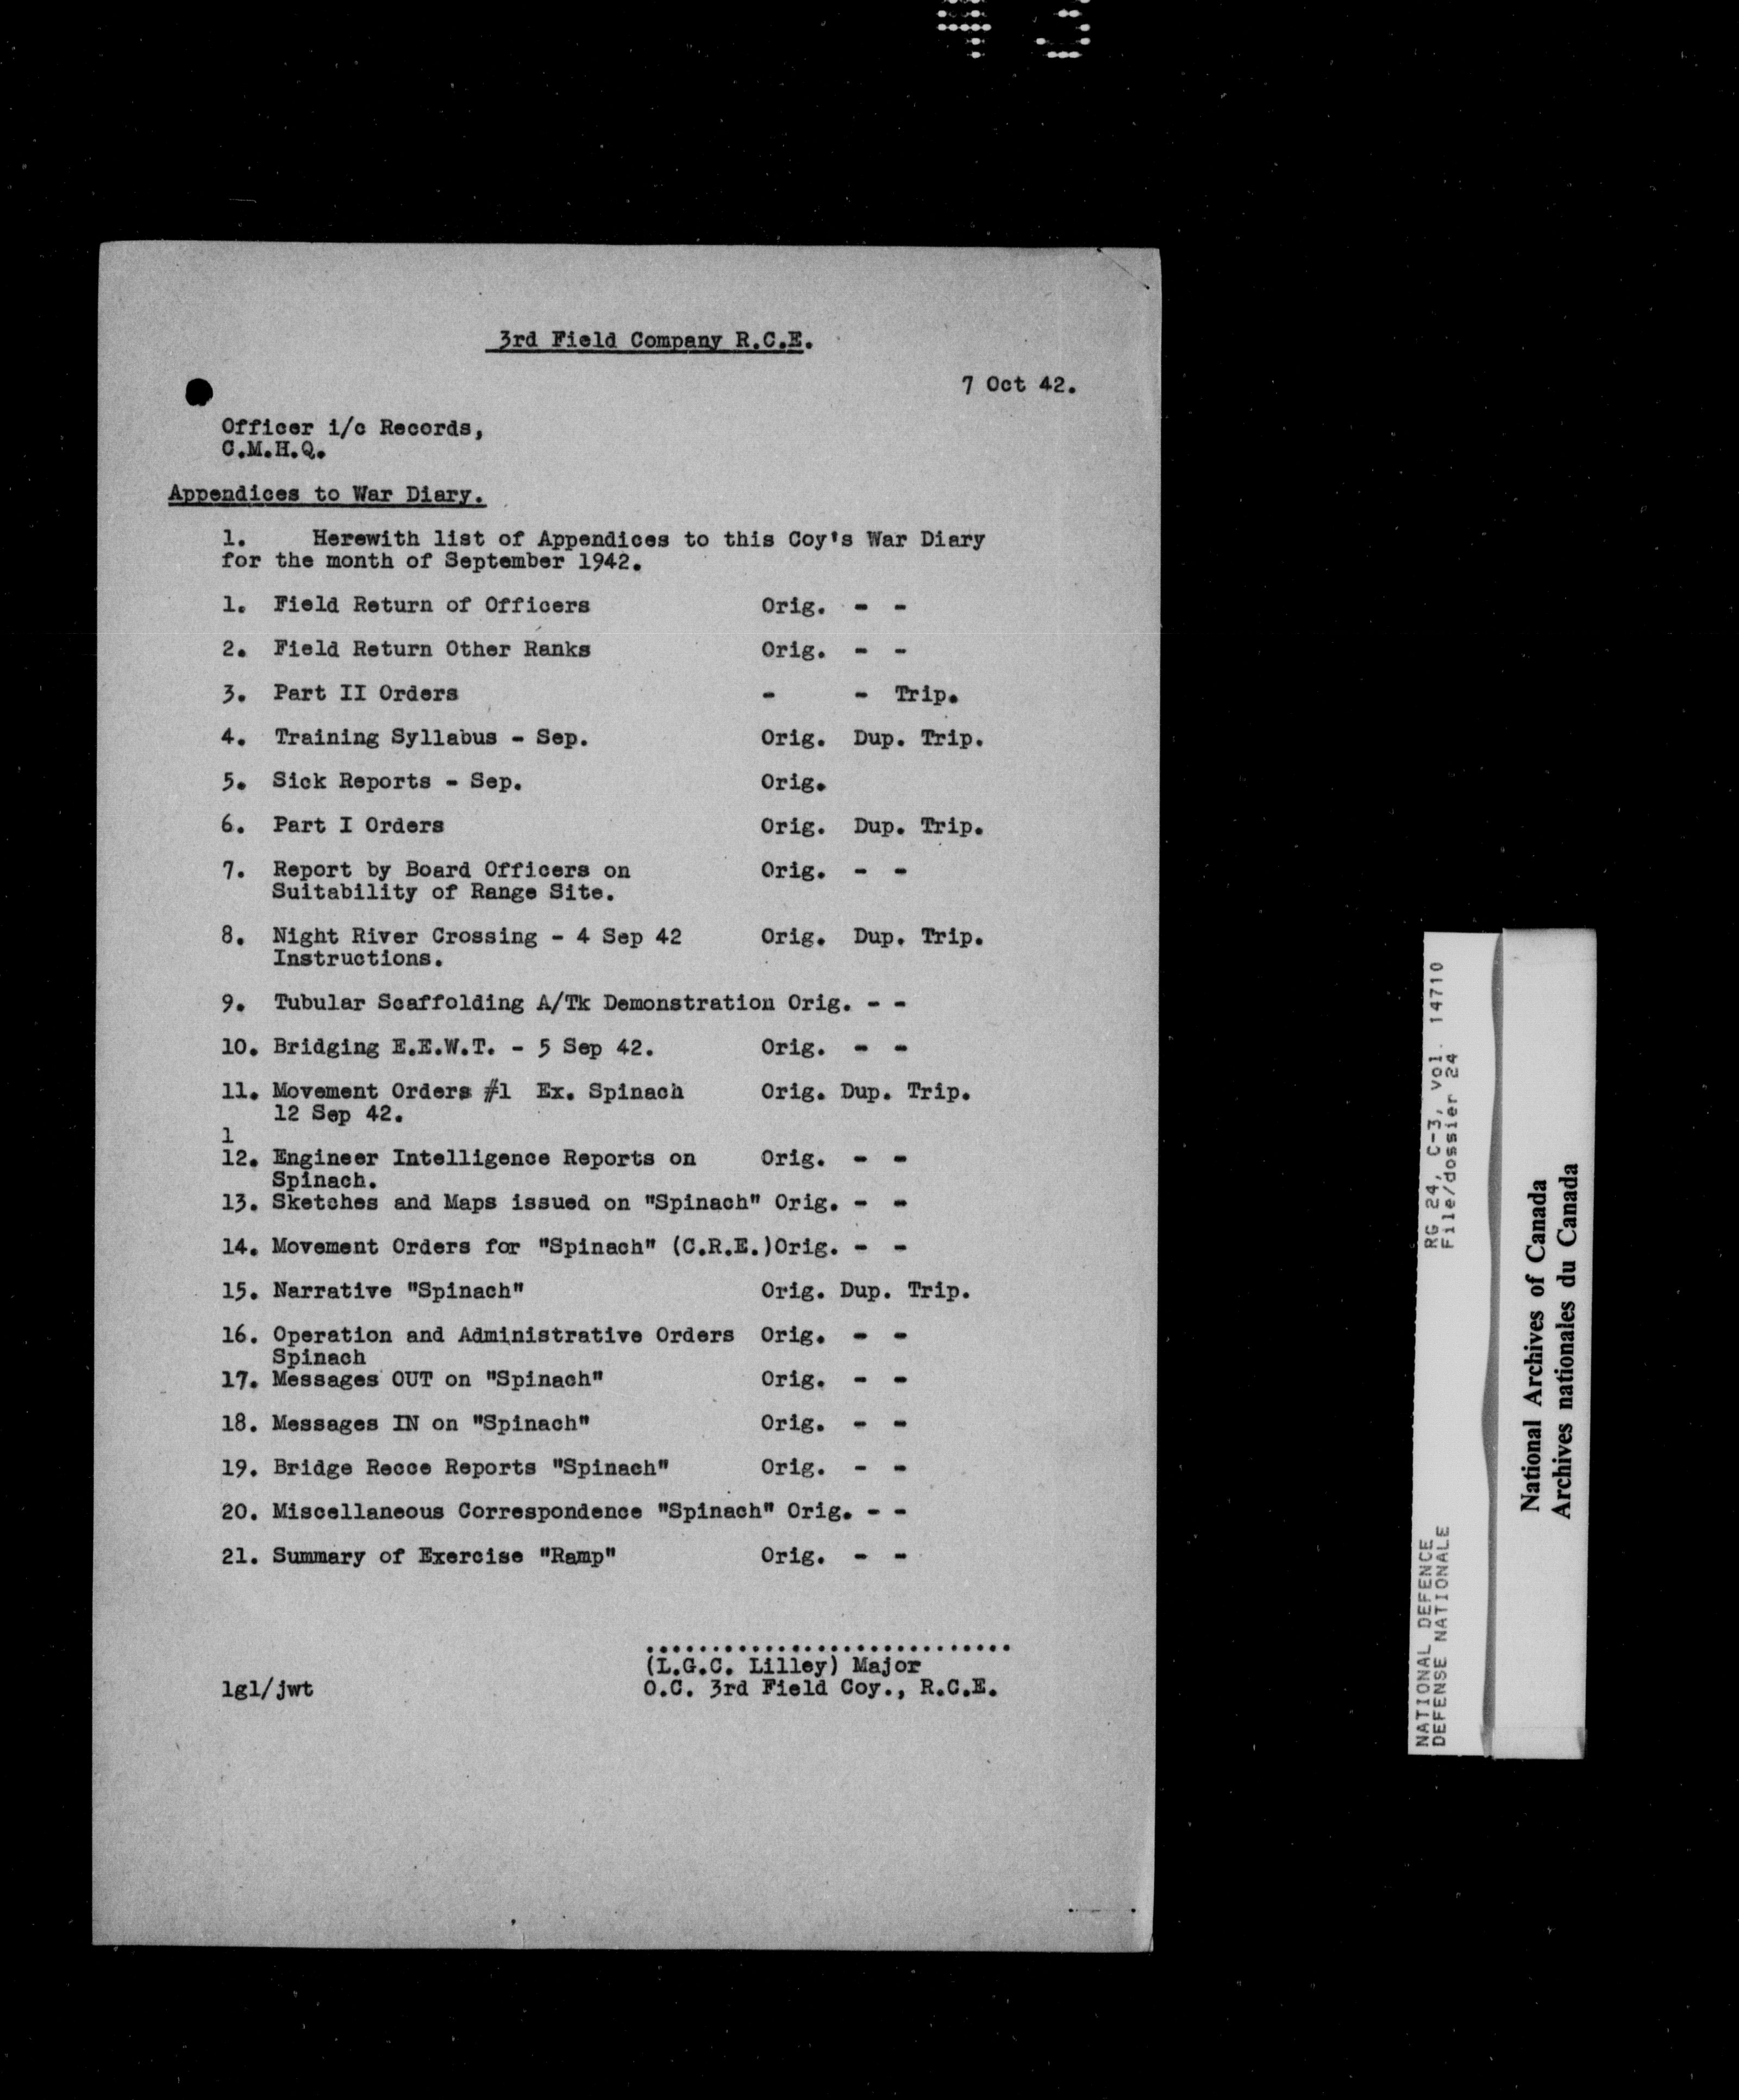 3rd Field Company R.C.E.
7 Oct 42.
Officer i/c Records,
C.M.H.Q.
Appendices to War Diary.
1. Herewith list of Appendices to this Coy's War Diary
for the month of September 1942.
1. Field Return of Officers Orig. - -
2. Field Return Other Ranks Orig. - -
3. Part II Orders - - Trip.
4. Training Syllabus - Sep. Orig. Dup. Trip.
5. Sick Reports - Sep. Orig.
6. Part I Orders Orig. Dup. Trip.
7. Report by Board Officers on Orig. - -
Suitability of Range Site.
8. Night River Crossing - 4 Sep 42 Orig. Dup. Trip.
Instructions.
9. Tubular Scaffolding A/Tk Demonstration Orig. - -
10. Bridging E.E.W.T. - 5 Sep 42. Orig. - -
11. Movement Orders #1 Ex. Spinach Orig. Dup. Trip.
12 Sep 42.
1
12. Engineer Intelligence Reports on Orig. - -
Spinach.
13. Sketches and Maps issued on "Spinach" Orig. - -
14. Movement Orders for "Spinach" (C.R.E.)Orig. - -
15. Narrative "Spinach" Orig. Dup. Trip.
16. Operation and Administrative Orders Orig. - -
Spinach
17. Messages OUT on "Spinach" Orig. - -
18. Messages IN on "Spinach" Orig. - -
19. Bridge Recce Reports "Spinach" Orig. - -
20. Miscellaneous Correspondence "Spinach" Orig. - -
21. Summary of Exercise "Ramp" Orig. - -
............................
(L.G.C. Lilley) Major
lgl/jwt O.C. 3rd Field Coy., R.C.E.
NATIONAL DEFENCE RG 24, C-3, vol. 14710
DEFENSE NATIONALE File/dossier 24
National Archives of Canada
Archives nationales du Canada